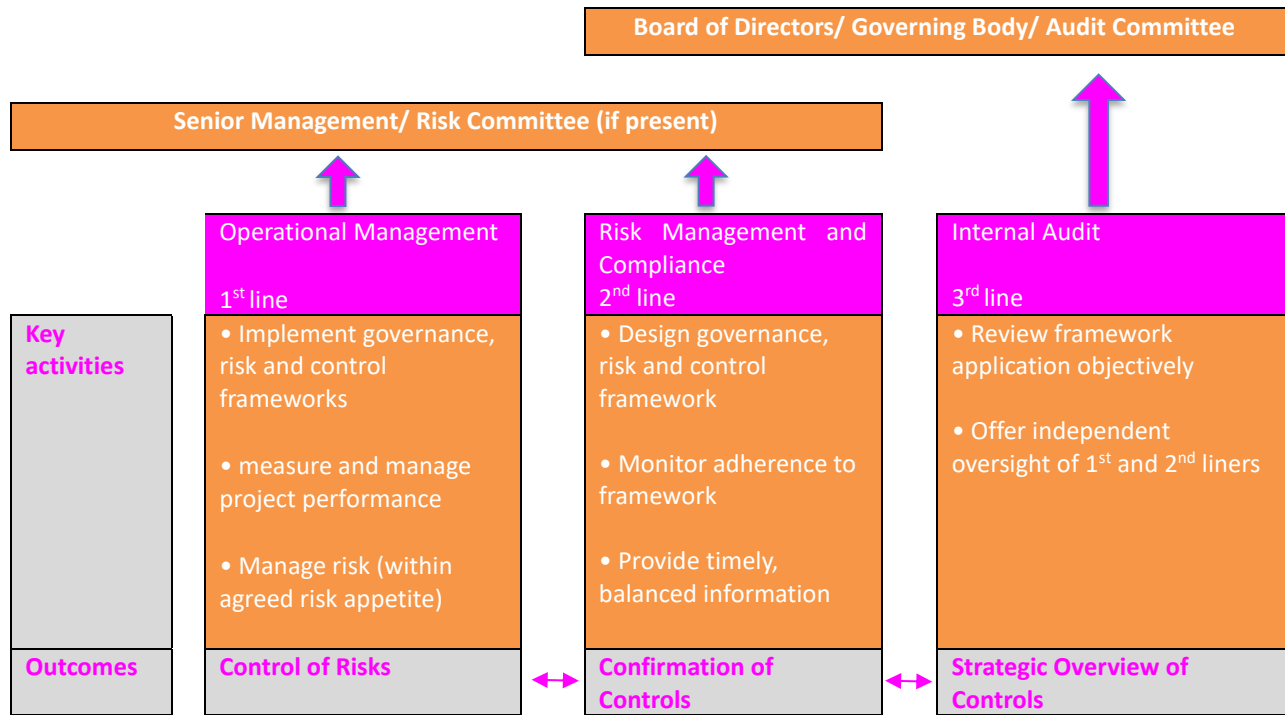 Board of Directors/ Governing Body/ Audit Committee
Senior Management/ Risk Committee (if present)
Operational Management
1st line
Risk Management and
Compliance
2nd line
Internal Audit
3rd line
Key
activities
• Implement governance,
risk and control
frameworks
• measure and manage
project performance
• Manage risk (within
agreed risk appetite)
• Design governance,
risk and control
framework
• Monitor adherence to
framework
• Provide timely,
balanced information
• Review framework
application objectively
• Offer independent
oversight of 1st and 2nd liners
Outcomes
Control of Risks
Confirmation of
Controls
Strategic Overview of
Controls